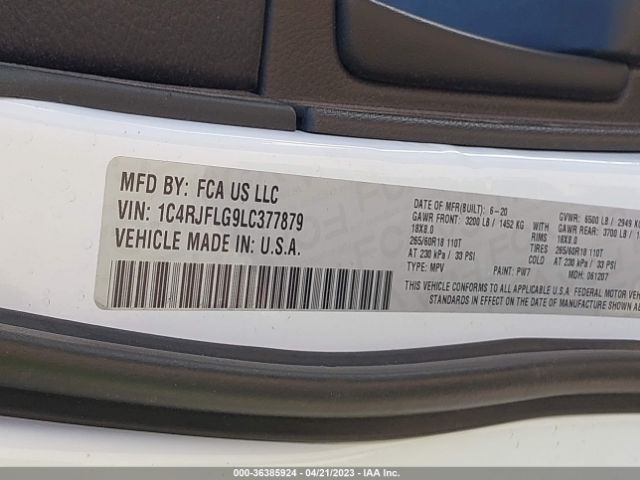 MFD BY: FCA US LLC
VIN: 1C4RJFLG9LC377879
VEHICLE MADE IN: U.S.A.
DATE OF MFR(BUILT): 6-20
GVWR: 6500 LB / 2949 KG
GAWR FRONT: 3200 LB / 1452 KG
GAWR REAR: 3700 LB
18X8.0 RIMS 18X8.0
265/60R18 110T TIRES 265/60R18 110T
AT 230 kPa / 33 PSI COLD AT 230 kPa / 33 PSI
TYPE: MPV PAINT: PW7 MDH: 061207
THIS VEHICLE CONFORMS TO ALL APPLICABLE U.S.A. FEDERAL MOTOR
STANDARDS IN EFFECT ON THE DATE OF MANUFACTURE SHOWN
000-36385924 - 04/21/2023 - IAA Inc.